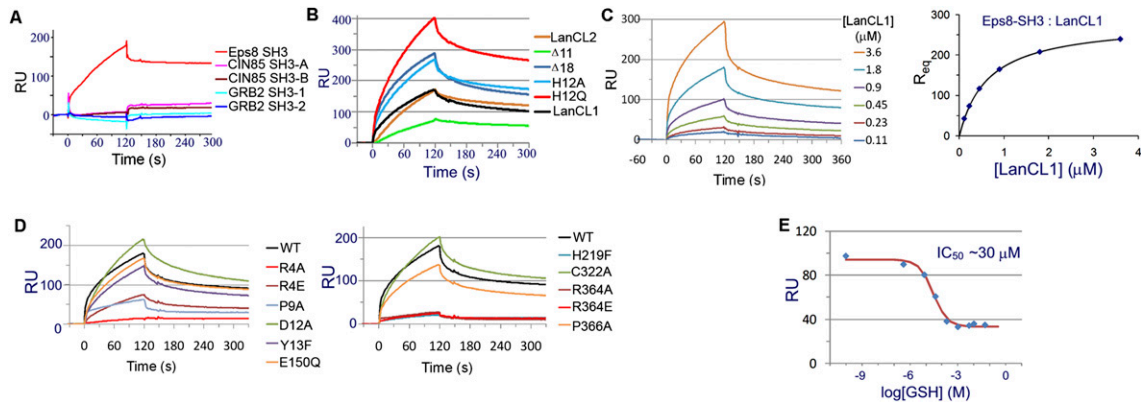 A
RU
200
100
0
0 60 120 180 240 300
Time (s)
Eps8 SH3
CIN85 SH3-A
CIN85 SH3-B
GRB2 SH3-1
GRB2 SH3-2
B
RU
400
300
200
100
0
0 60 120 180 240 300
Time (s)
LanCL2
Δ11
Δ18
H12A
H12Q
LanCL1
C
RU
300
200
100
0
-60 0 60 120 180 240 300 360
Time (s)
[LanCL1]
(μM)
3.6
1.8
0.9
0.45
0.23
0.11
Eps8-SH3 : LanCL1
Req
300
200
100
0
0 1 2 3 4
[LanCL1] (μM)
D
RU
200
100
0
0 60 120 180 240 300
Time (s)
WT
R4A
R4E
P9A
D12A
Y13F
E150Q
RU
200
100
0
0 60 120 180 240 300
Time (s)
WT
H219F
C322A
R364A
R364E
P366A
E
IC50 ~30 μM
RU
120
80
40
0
-9 -6 -3 0
log[GSH] (M)